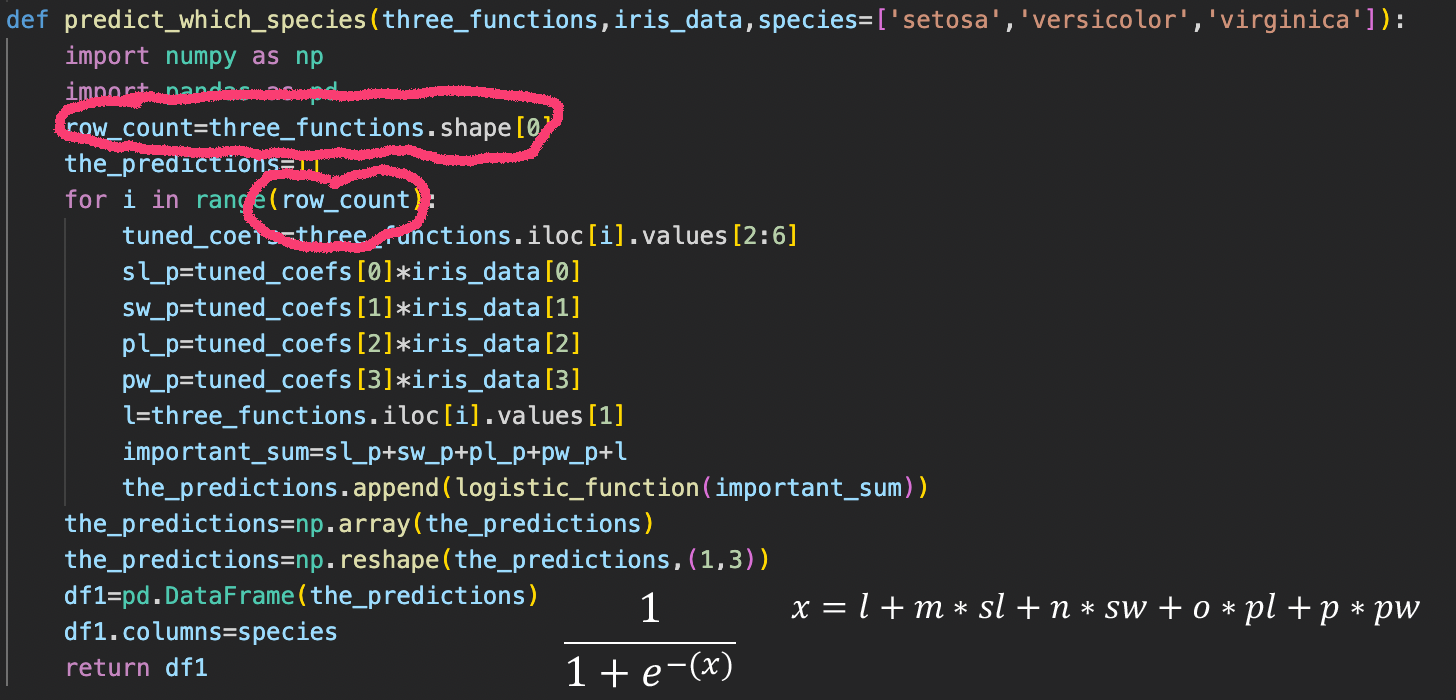 def predict_which_species(three_functions,iris_data,species=['setosa','versicolor','virginica']):
    import numpy as np
    import pandas as pd
    row_count=three_functions.shape[0]
    the_predictions=[]
    for i in range(row_count):
        tuned_coefs=three_functions.iloc[i].values[2:6]
        sl_p=tuned_coefs[0]*iris_data[0]
        sw_p=tuned_coefs[1]*iris_data[1]
        pl_p=tuned_coefs[2]*iris_data[2]
        pw_p=tuned_coefs[3]*iris_data[3]
        l=three_functions.iloc[i].values[1]
        important_sum=sl_p+sw_p+pl_p+pw_p+l
        the_predictions.append(logistic_function(important_sum))
    the_predictions=np.array(the_predictions)
    the_predictions=np.reshape(the_predictions,(1,3))
    df1=pd.DataFrame(the_predictions)
    df1.columns=species
    return df1
1
1 + e^−(x)
x = l + m ∗ sl + n ∗ sw + o ∗ pl + p ∗ pw